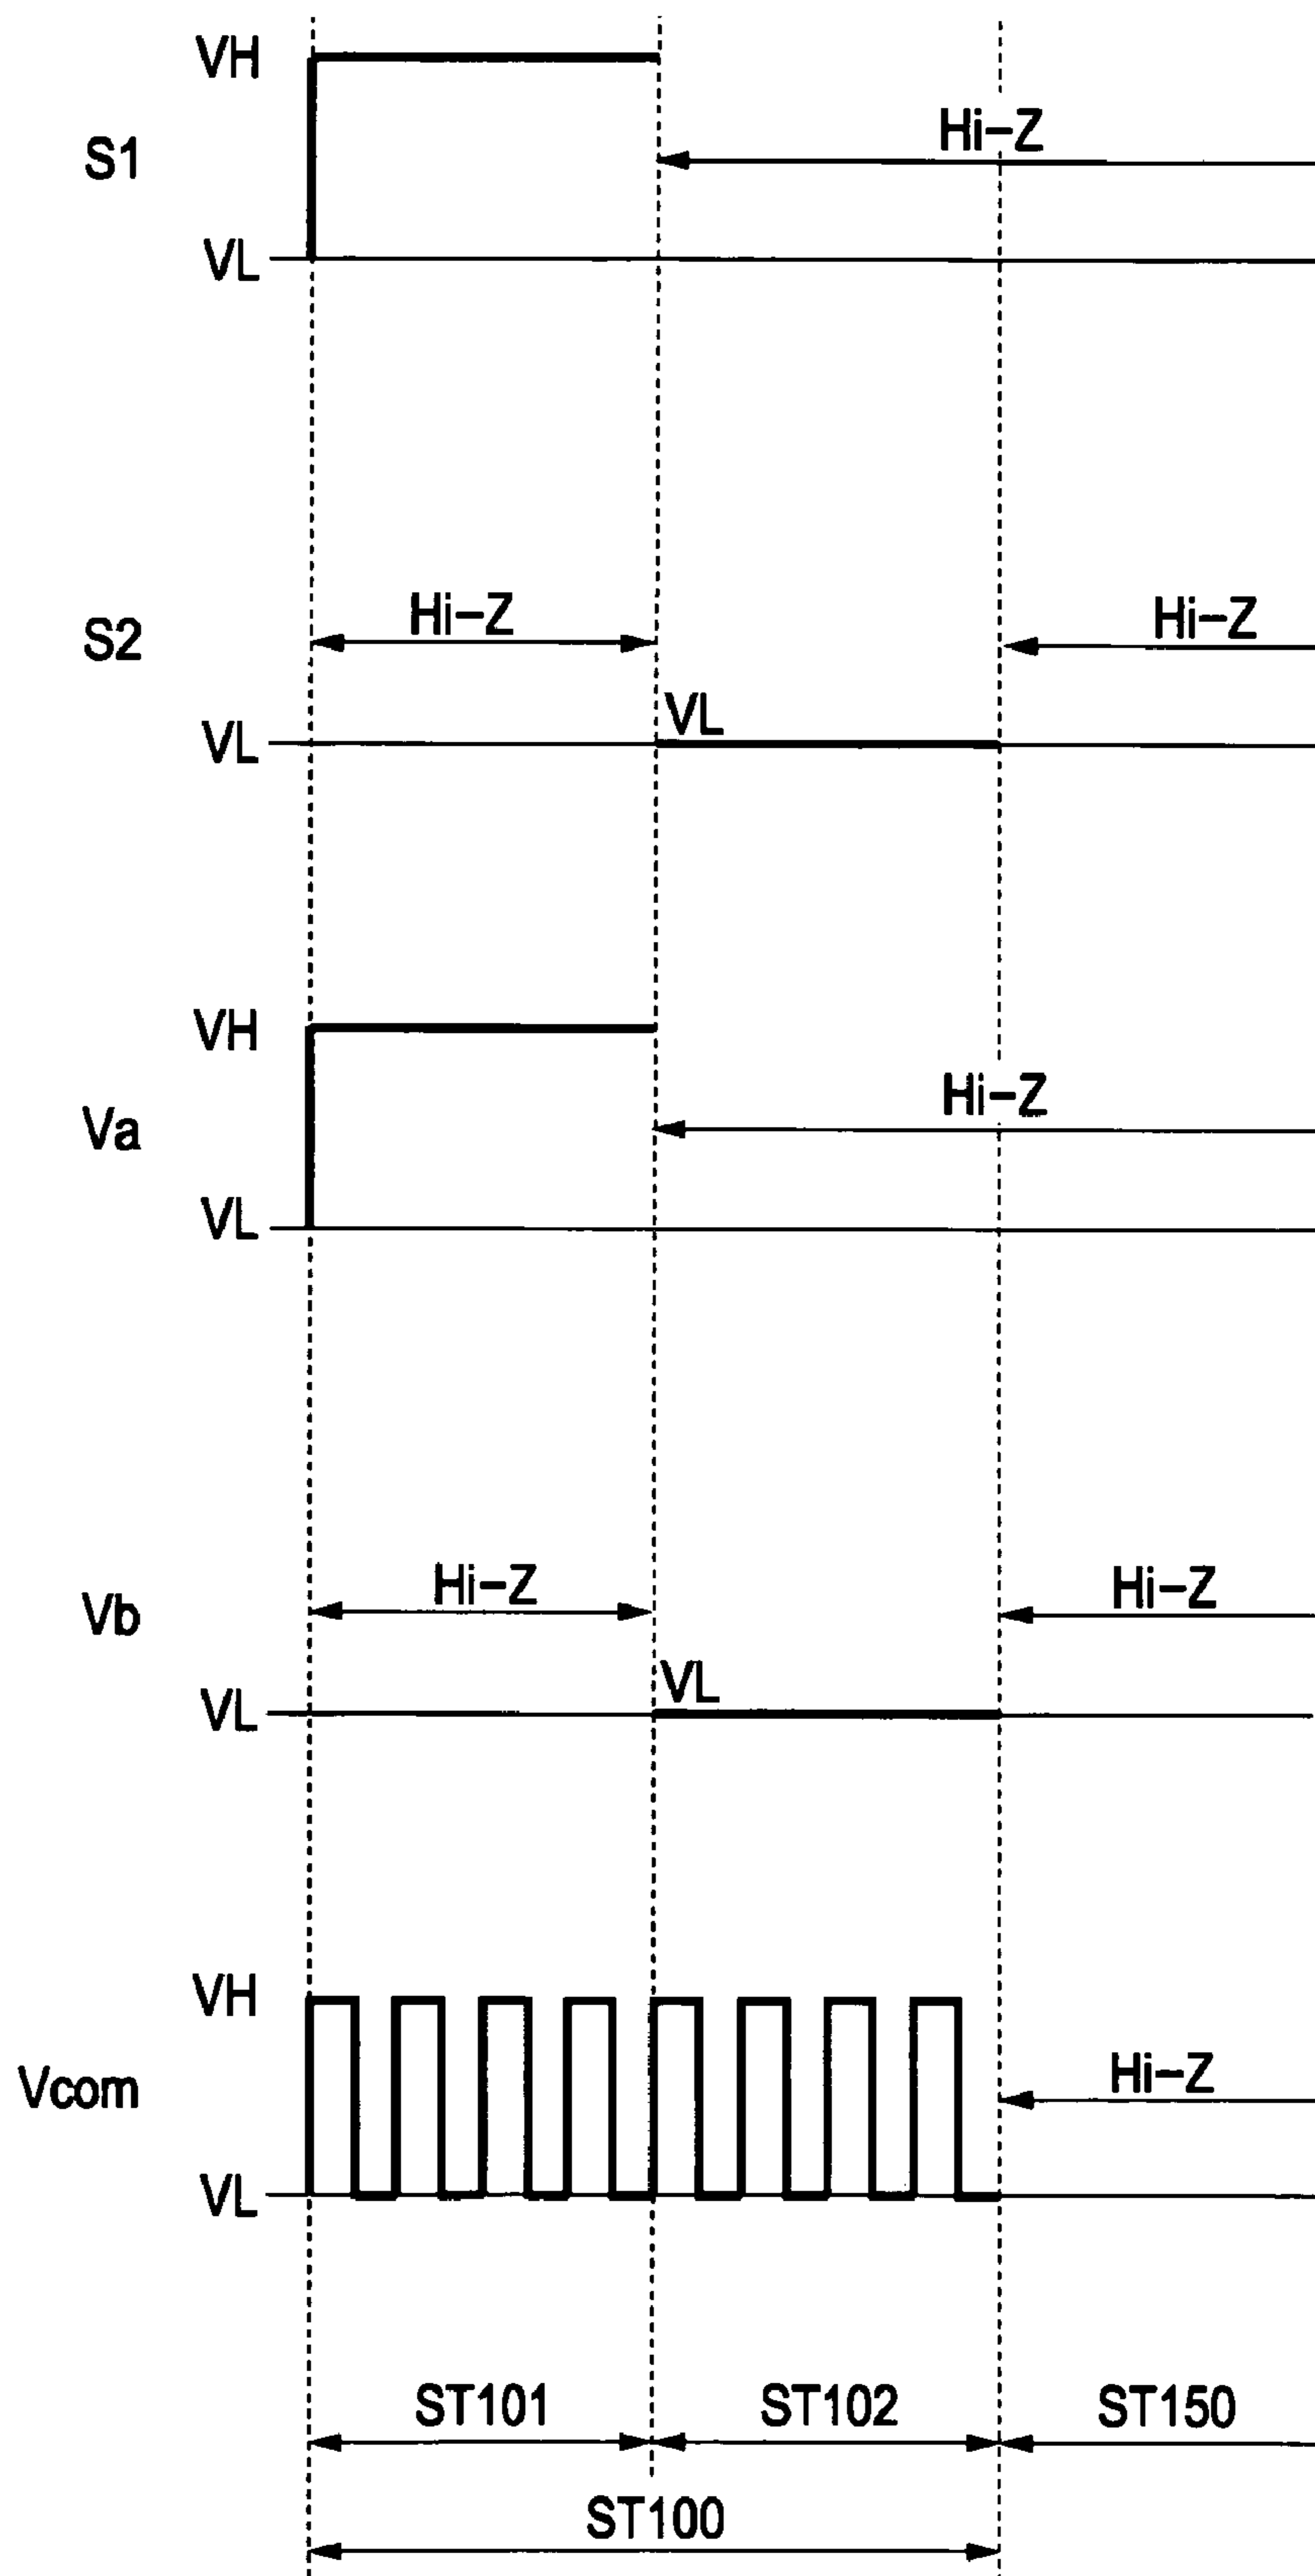 VH
S1
Hi-Z
VL
S2
Hi-Z
Hi-Z
VL
VL
VH
Va
Hi-Z
VL
Vb
Hi-Z
Hi-Z
VL
VL
VH
Vcom
Hi-Z
VL
ST101
ST102
ST150
ST100